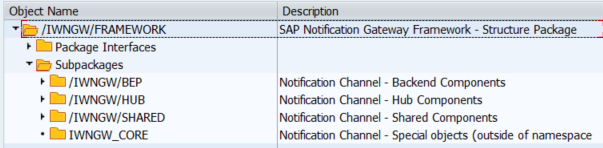 Object Name Description
/IWNGW/FRAMEWORK SAP Notification Gateway Framework - Structure Package
Package Interfaces
Subpackages
/IWNGW/BEP Notification Channel - Backend Components
/IWNGW/HUB Notification Channel - Hub Components
/IWNGW/SHARED Notification Channel - Shared Components
IWNGW_CORE Notification Channel - Special objects (outside of namespace